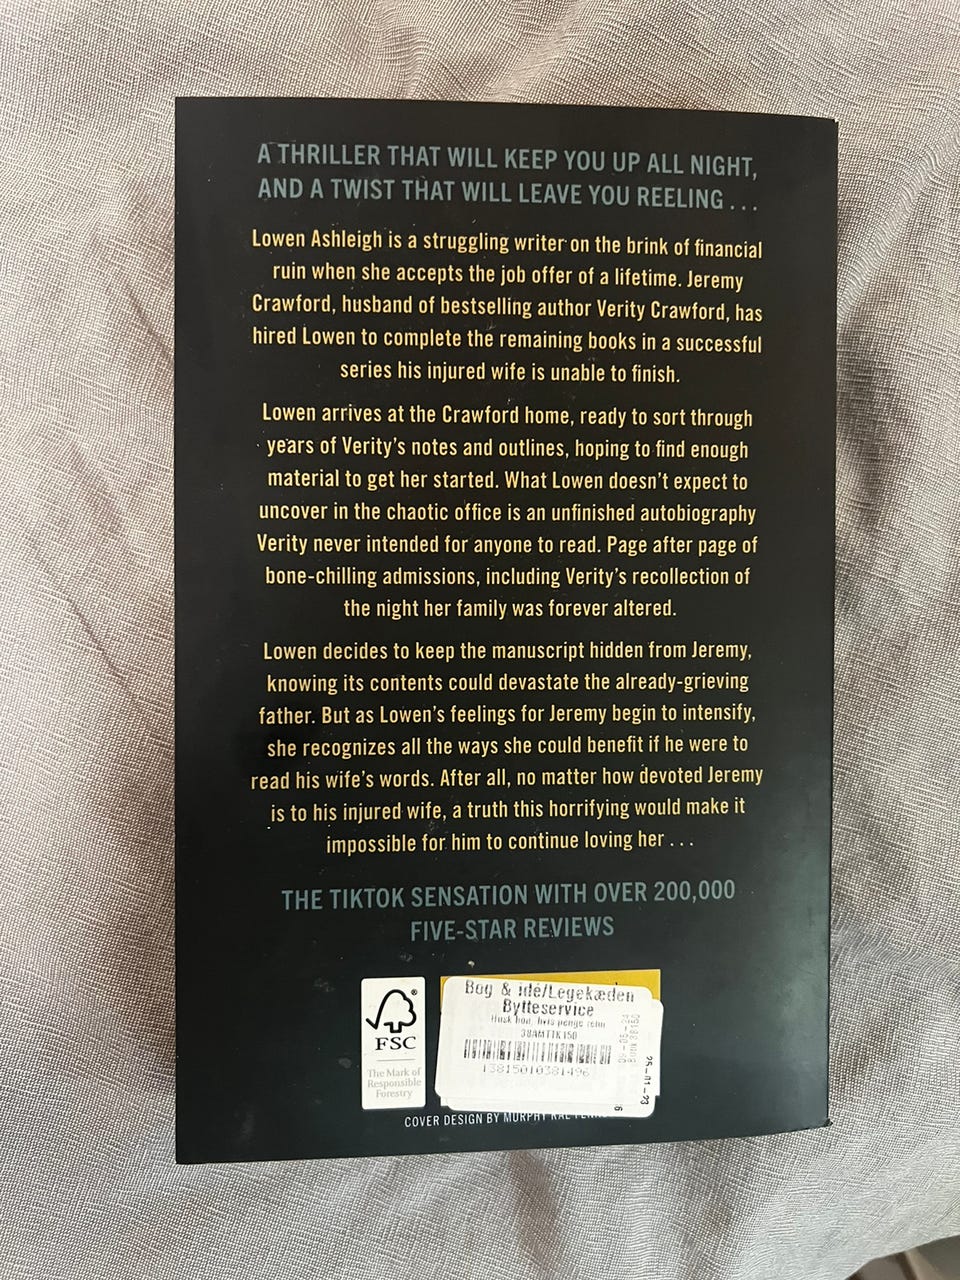 A THRILLER THAT WILL KEEP YOU UP ALL NIGHT,
AND A TWIST THAT WILL LEAVE YOU REELING . . .
Lowen Ashleigh is a struggling writer on the brink of financial
ruin when she accepts the job offer of a lifetime. Jeremy
Crawford, husband of bestselling author Verity Crawford, has
hired Lowen to complete the remaining books in a successful
series his injured wife is unable to finish.
Lowen arrives at the Crawford home, ready to sort through
years of Verity's notes and outlines, hoping to find enough
material to get her started. What Lowen doesn't expect to
uncover in the chaotic office is an unfinished autobiography
Verity never intended for anyone to read. Page after page of
bone-chilling admissions, including Verity's recollection of
the night her family was forever altered.
Lowen decides to keep the manuscript hidden from Jeremy,
knowing its contents could devastate the already-grieving
father. But as Lowen's feelings for Jeremy begin to intensify,
she recognizes all the ways she could benefit if he were to
read his wife's words. After all, no matter how devoted Jeremy
is to his injured wife, a truth this horrifying would make it
impossible for him to continue loving her . . .
THE TIKTOK SENSATION WITH OVER 200,000
FIVE-STAR REVIEWS
FSC
The Mark of
Responsible
Forestry
Bog & idé/Legekæden
Bytteservice
13815010381496
25-11-23
COVER DESIGN BY MURPHY RAE